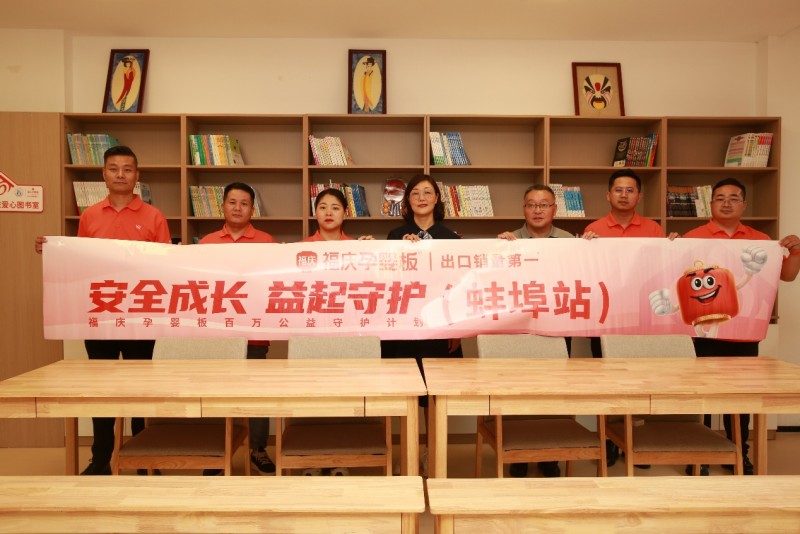 爱心图书室
福庆 福庆孕婴板 | 出口销量第一
安全成长 益起守护(蚌埠站)
福庆孕婴板百万公益守护计划